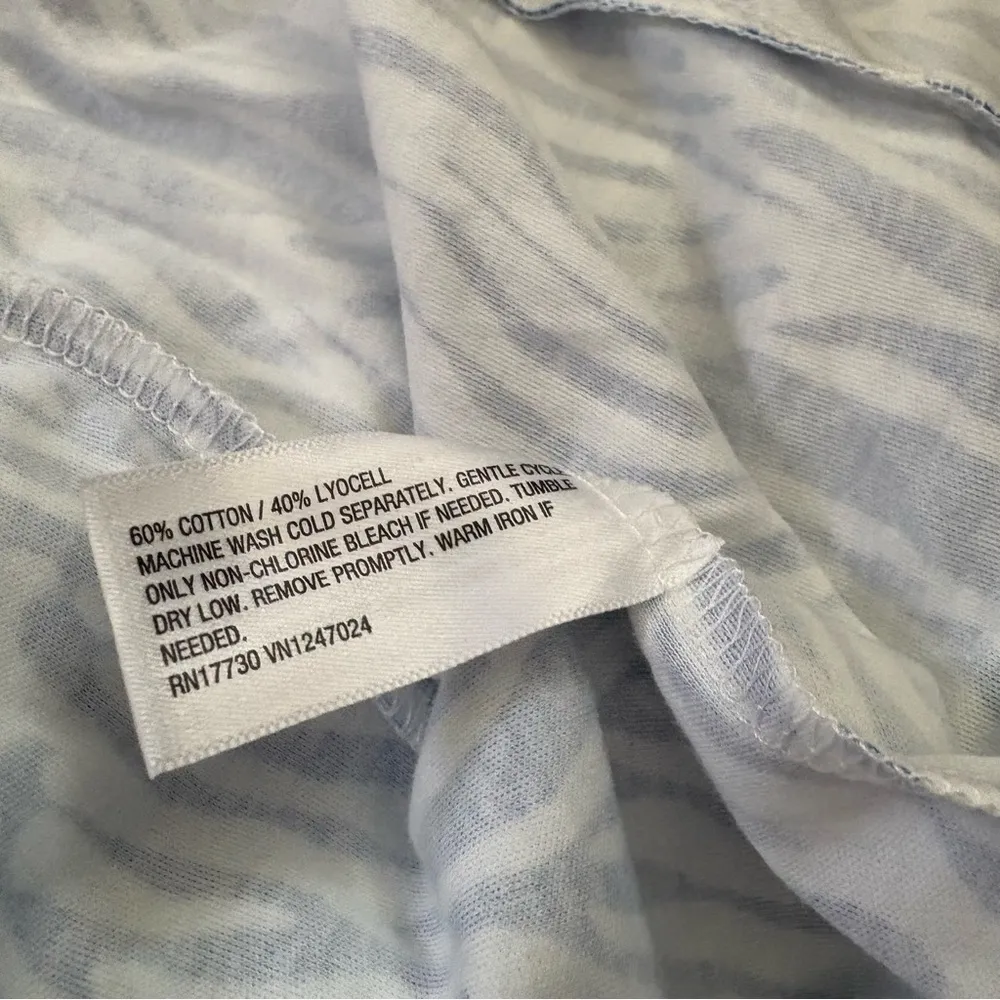 60% COTTON / 40% LYOCELL
MACHINE WASH COLD SEPARATELY. GENTLE CYCLE
ONLY NON-CHLORINE BLEACH IF NEEDED. TUMBLE
DRY LOW. REMOVE PROMPTLY. WARM IRON IF
NEEDED.
RN17730 VN1247024